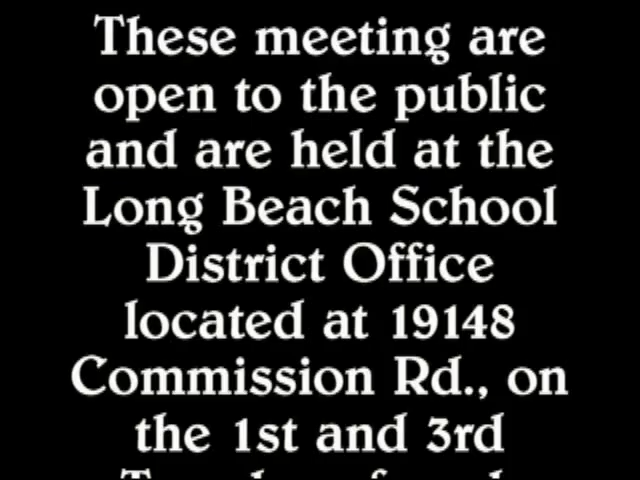 These meeting are
open to the public
and are held at the
Long Beach School
District Office
located at 19148
Commission Rd., on
the 1st and 3rd